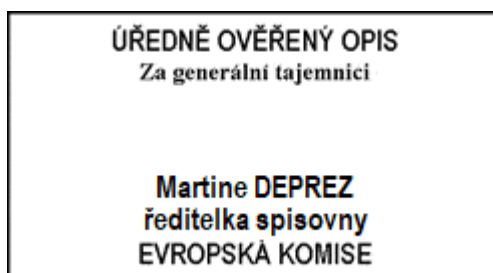 ÚŘEDNĚ OVĚŘENÝ OPIS
Za generální tajemnici
Martine DEPREZ
ředitelka spisovny
EVROPSKÁ KOMISE